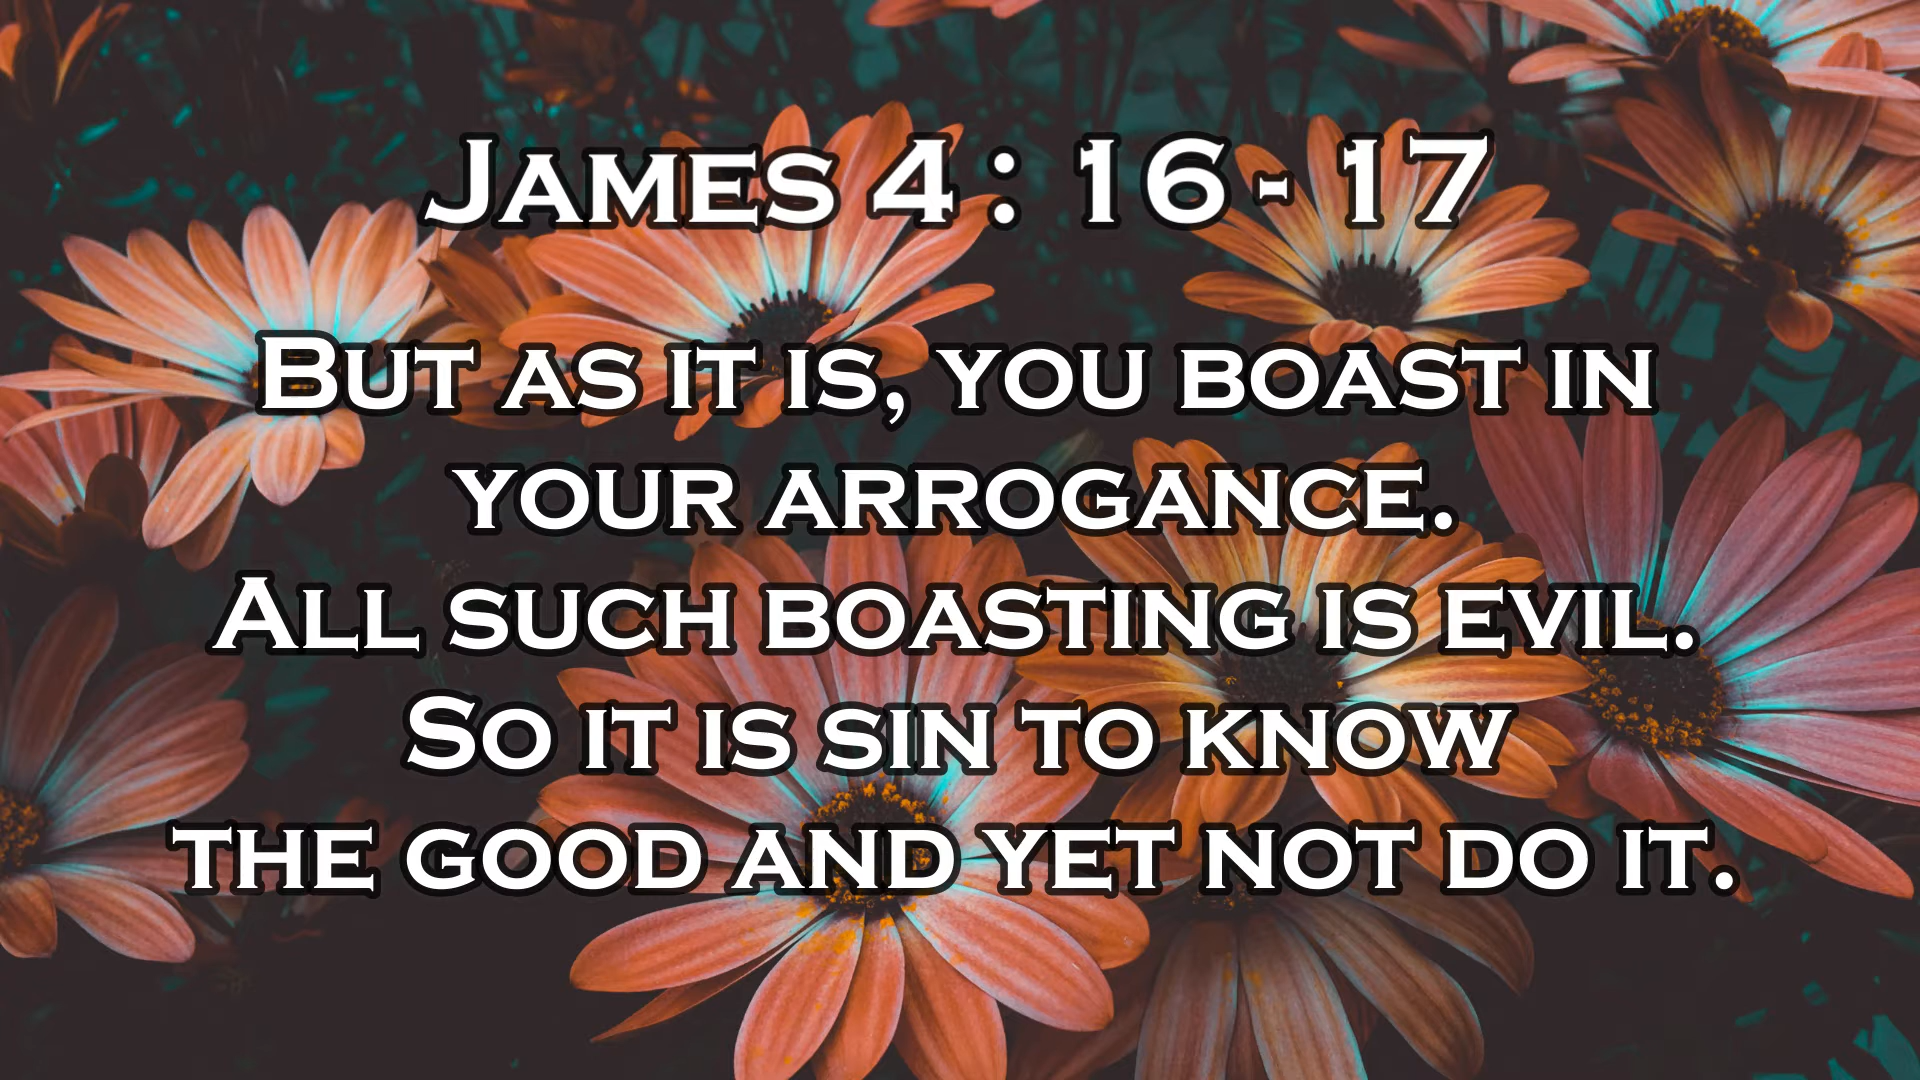 James 4 : 16 - 17
But as it is, you boast in
your arrogance.
All such boasting is evil.
So it is sin to know
the good and yet not do it.